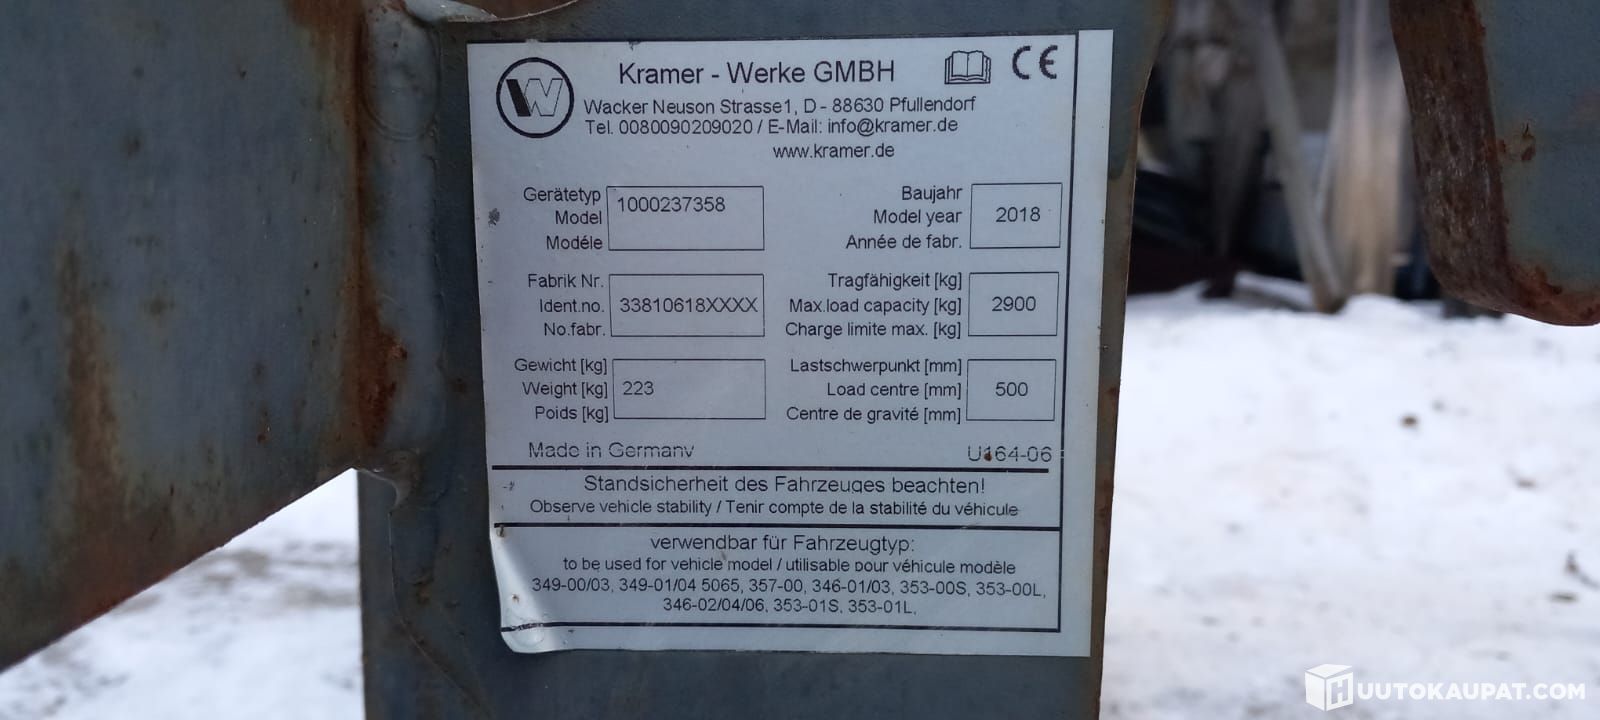 W
Kramer - Werke GMBH
CE
Wacker Neuson Strasse1, D - 88630 Pfullendorf
Tel. 0080090209020 / E-Mail: info@kramer.de
www.kramer.de
Gerätetyp
Model
Modéle
1000237358
Baujahr
Model year
Année de fabr.
2018
Fabrik Nr.
Ident.no.
No.fabr.
33810618XXXX
Tragfähigkeit [kg]
Max.load capacity [kg]
Charge limite max. [kg]
2900
Gewicht [kg]
Weight [kg]
Poids [kg]
223
Lastschwerpunkt [mm]
Load centre [mm]
Centre de gravité [mm]
500
Made in Germany
U164-06
Standsicherheit des Fahrzeuges beachten!
Observe vehicle stability / Tenir compte de la stabilité du véhicule
verwendbar für Fahrzeugtyp:
to be used for vehicle model / utilisable pour véhicule modèle
349-00/03, 349-01/04 5065, 357-00, 346-01/03, 353-00S, 353-00L,
346-02/04/06, 353-01S, 353-01L,
HUUTOKAUPAT.COM